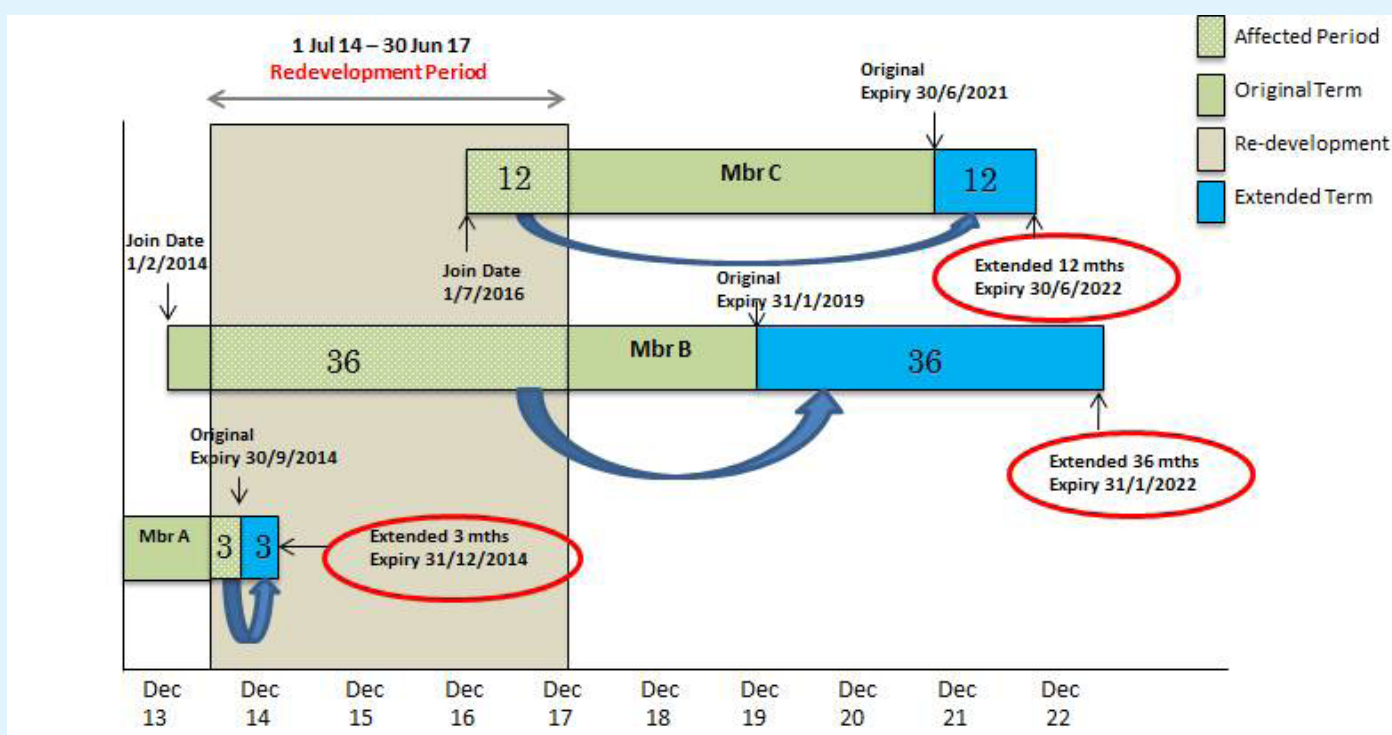 1 Jul 14 – 30 Jun 17
Redevelopment Period
Affected Period
Original Term
Re-development
Extended Term
Original
Expiry 30/6/2021
12
Mbr C
12
Join Date
1/2/2014
Join Date
1/7/2016
Extended 12 mths
Expiry 30/6/2022
Original
Expiry 31/1/2019
36
Mbr B
36
Original
Expiry 30/9/2014
Extended 36 mths
Expiry 31/1/2022
Mbr A
3
3
Extended 3 mths
Expiry 31/12/2014
Dec
13
Dec
14
Dec
15
Dec
16
Dec
17
Dec
18
Dec
19
Dec
20
Dec
21
Dec
22